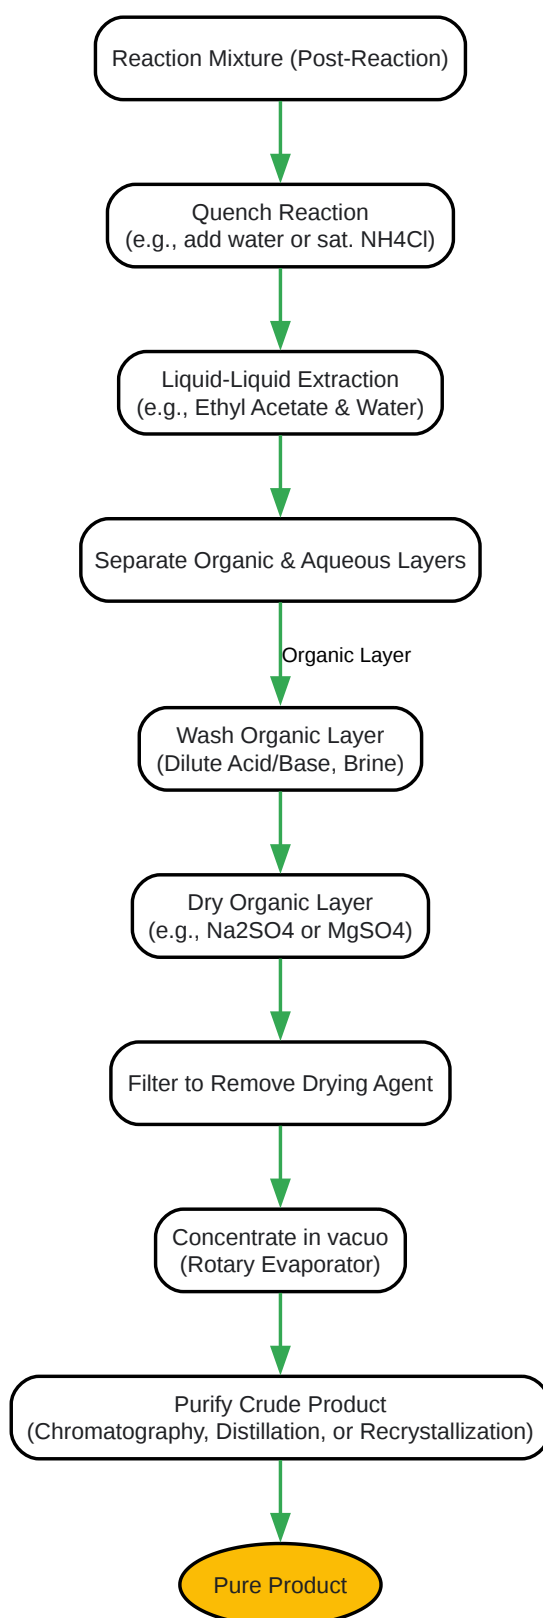 Reaction Mixture (Post-Reaction)
Quench Reaction
(e.g., add water or sat. NH4Cl)
Liquid-Liquid Extraction
(e.g., Ethyl Acetate & Water)
Separate Organic & Aqueous Layers
Organic Layer
Wash Organic Layer
(Dilute Acid/Base, Brine)
Dry Organic Layer
(e.g., Na2SO4 or MgSO4)
Filter to Remove Drying Agent
Concentrate in vacuo
(Rotary Evaporator)
Purify Crude Product
(Chromatography, Distillation, or Recrystallization)
Pure Product